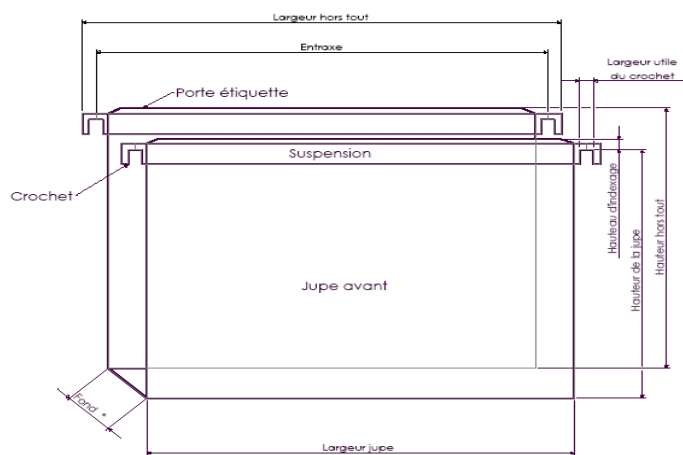 Largeur hors tout
Entraxe
Largeur utile
du crochet
Porte étiquette
Suspension
Crochet
Hauteau d'indexage
Hauteur de la jupe
Hauteur hors tout
Jupe avant
Fond *
Largeur jupe